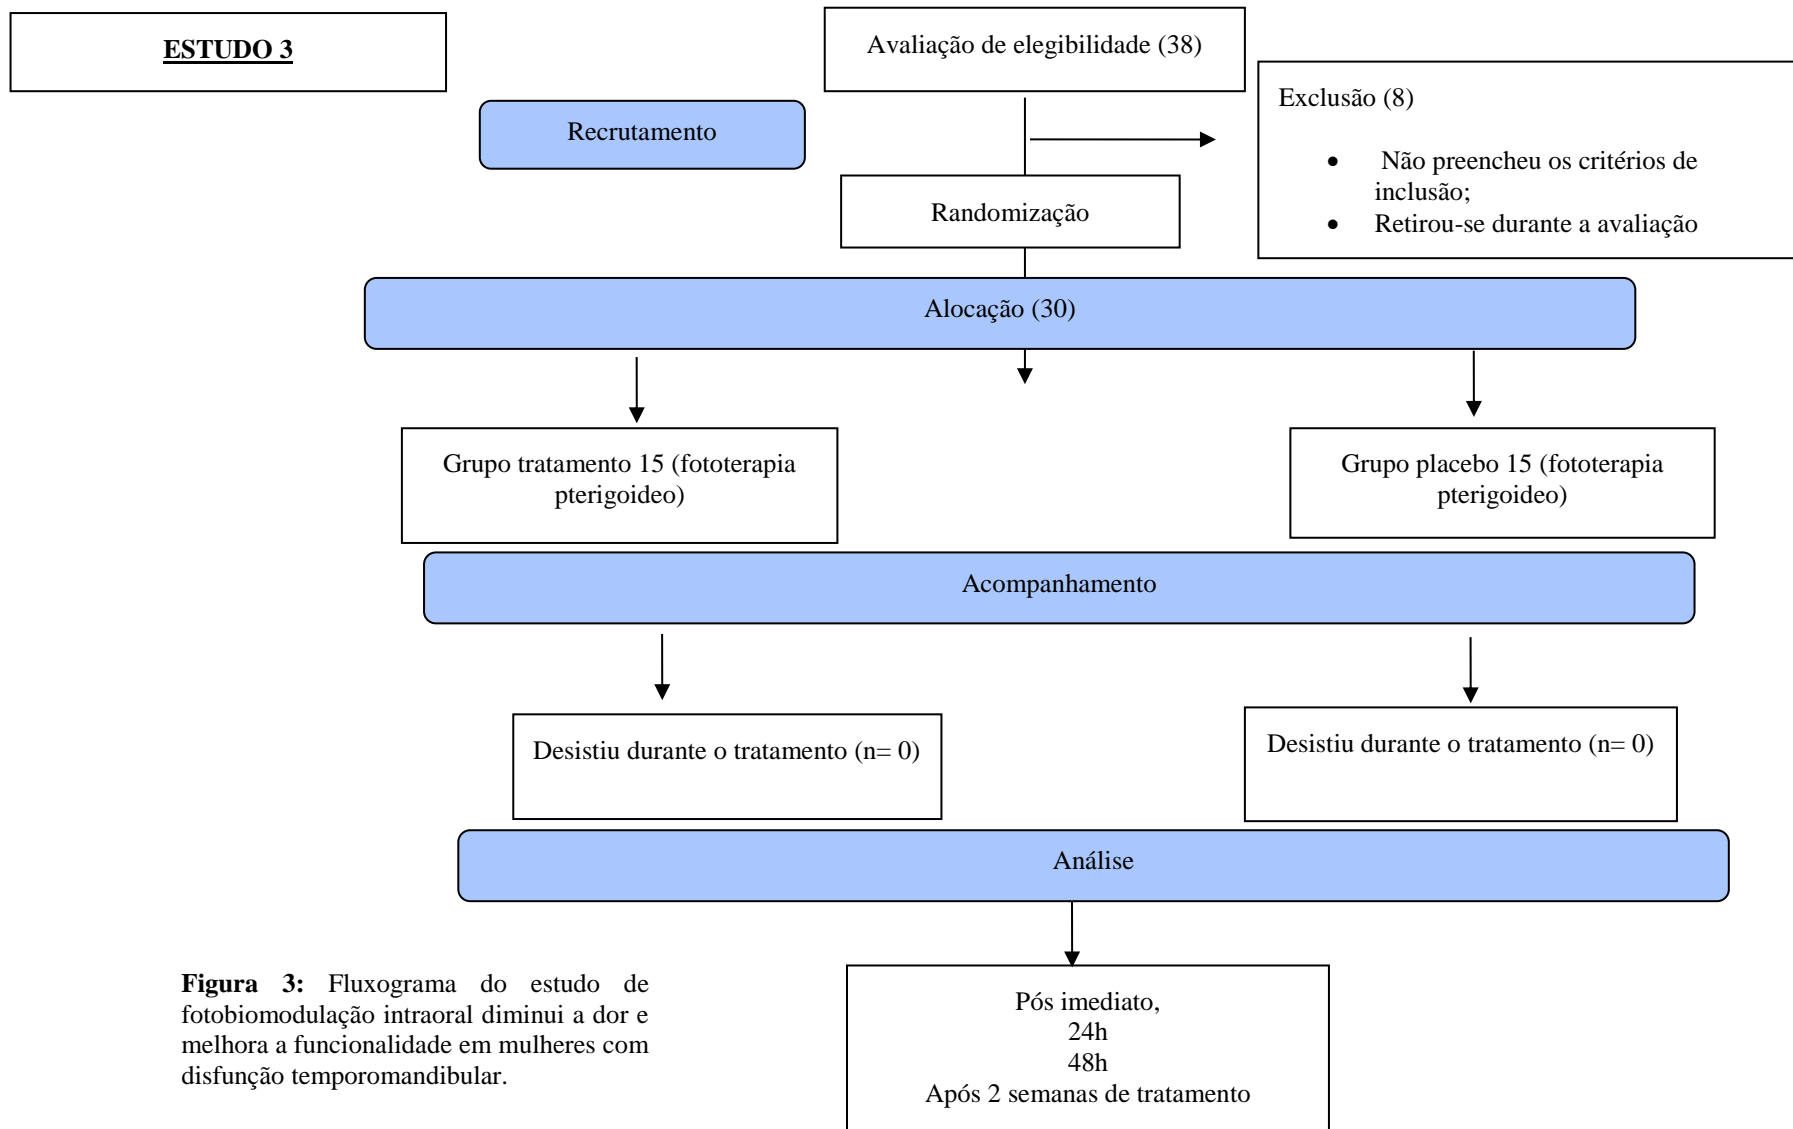 ESTUDO 3
Avaliação de elegibilidade (38)
Recrutamento
Exclusão (8)
• Não preencheu os critérios de
inclusão;
• Retirou-se durante a avaliação
Randomização
Alocação (30)
Grupo tratamento 15 (fototerapia
pterigoideo)
Grupo placebo 15 (fototerapia
pterigoideo)
Acompanhamento
Desistiu durante o tratamento (n= 0)
Desistiu durante o tratamento (n= 0)
Análise
Pós imediato,
24h
48h
Após 2 semanas de tratamento
Figura 3: Fluxograma do estudo de
fotobiomodulação intraoral diminui a dor e
melhora a funcionalidade em mulheres com
disfunção temporomandibular.